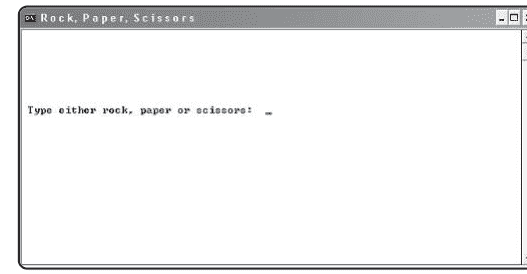 Rock, Paper, Scissors
Type either rock, paper or scissors: _